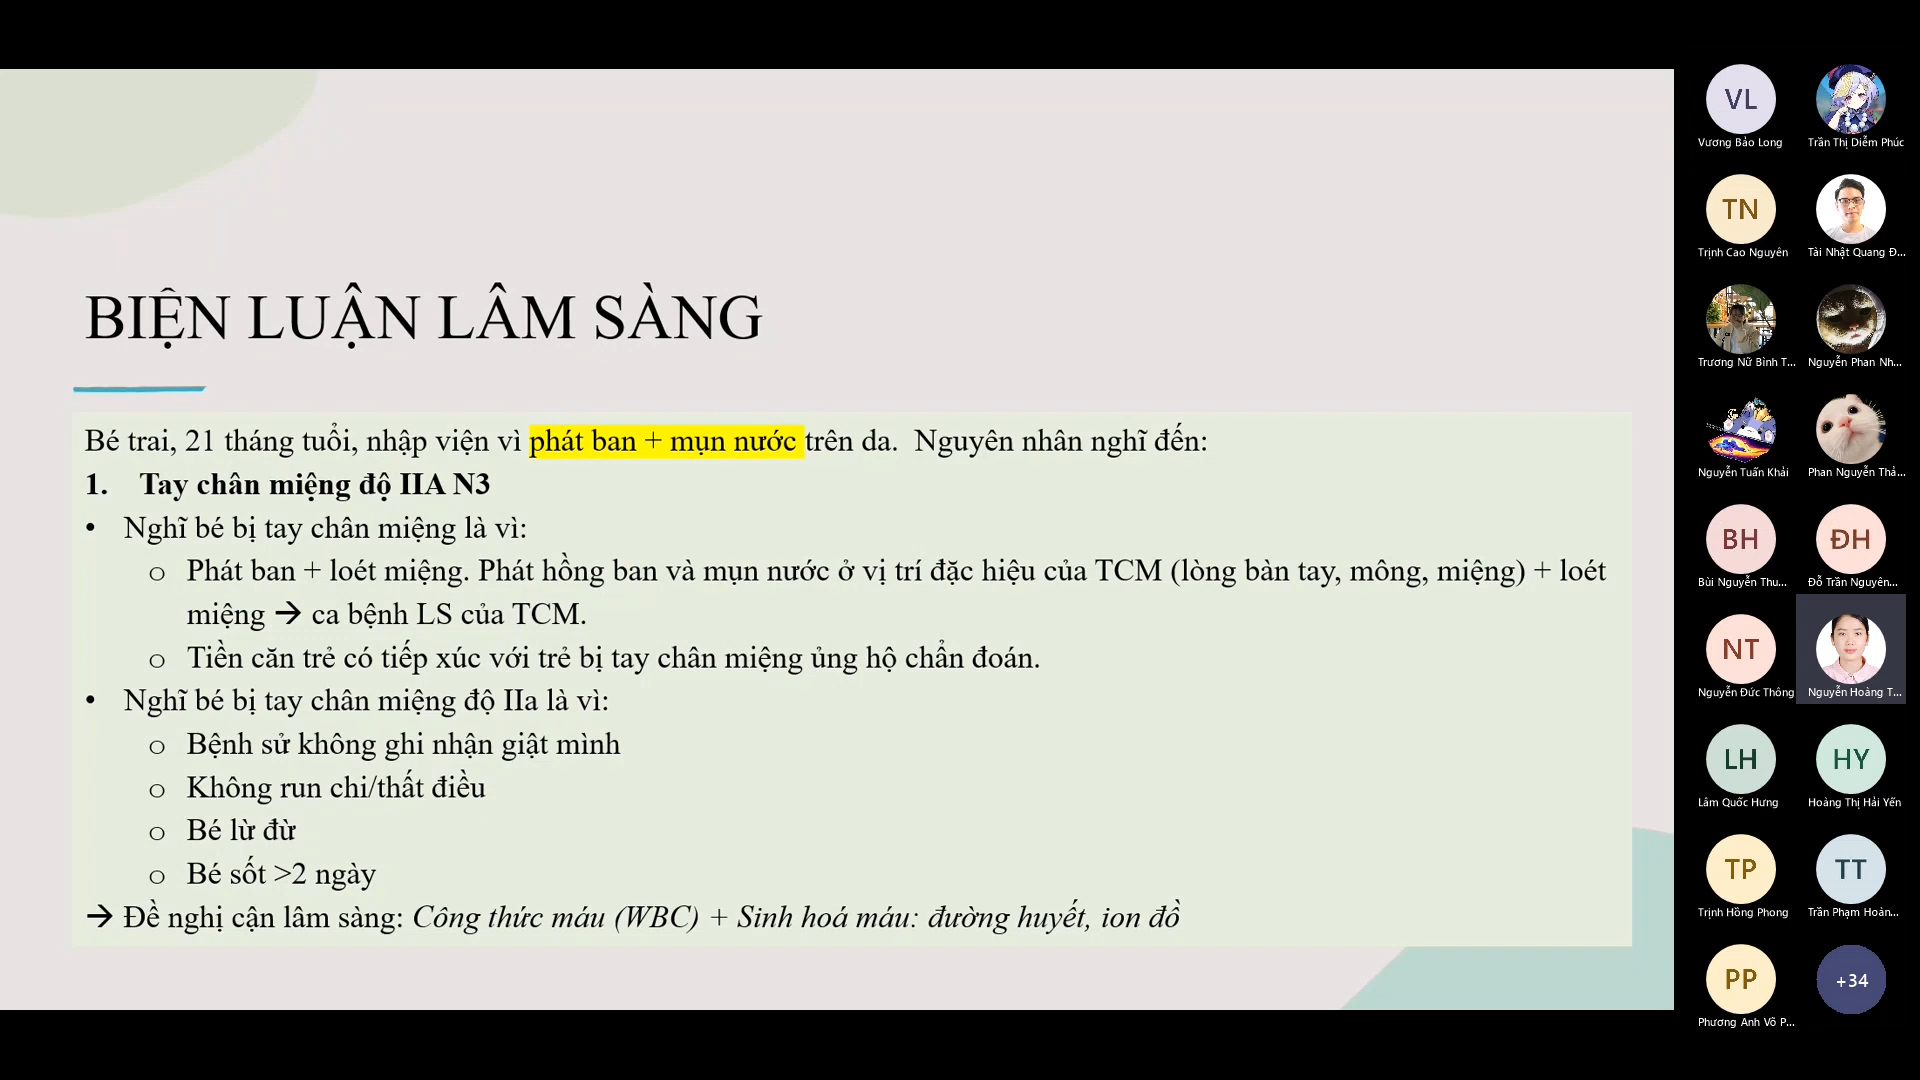 BIỆN LUẬN LÂM SÀNG
Bé trai, 21 tháng tuổi, nhập viện vì phát ban + mụn nước trên da. Nguyên nhân nghĩ đến:
1. Tay chân miệng độ IIA N3
• Nghĩ bé bị tay chân miệng là vì:
o Phát ban + loét miệng. Phát hồng ban và mụn nước ở vị trí đặc hiệu của TCM (lòng bàn tay, mông, miệng) + loét
miệng → ca bệnh LS của TCM.
o Tiền căn trẻ có tiếp xúc với trẻ bị tay chân miệng ủng hộ chẩn đoán.
• Nghĩ bé bị tay chân miệng độ IIa là vì:
o Bệnh sử không ghi nhận giật mình
o Không run chi/thất điều
o Bé lừ đừ
o Bé sốt >2 ngày
→ Đề nghị cận lâm sàng: Công thức máu (WBC) + Sinh hoá máu: đường huyết, ion đồ
VL
Vương Bảo Long
Trần Thị Diễm Phúc
TN
Trịnh Cao Nguyên
Tài Nhật Quang Đ...
Trương Nữ Bình T...
Nguyễn Phan Nh...
Nguyễn Tuấn Khải
Phan Nguyễn Thả...
BH
Bùi Nguyễn Thu...
ĐH
Đỗ Trần Nguyên...
NT
Nguyễn Đức Thông
Nguyễn Hoàng T...
LH
Lâm Quốc Hưng
HY
Hoàng Thị Hải Yến
TP
Trịnh Hồng Phong
TT
Trần Phạm Hoàn...
PP
Phương Anh Võ P...
+34